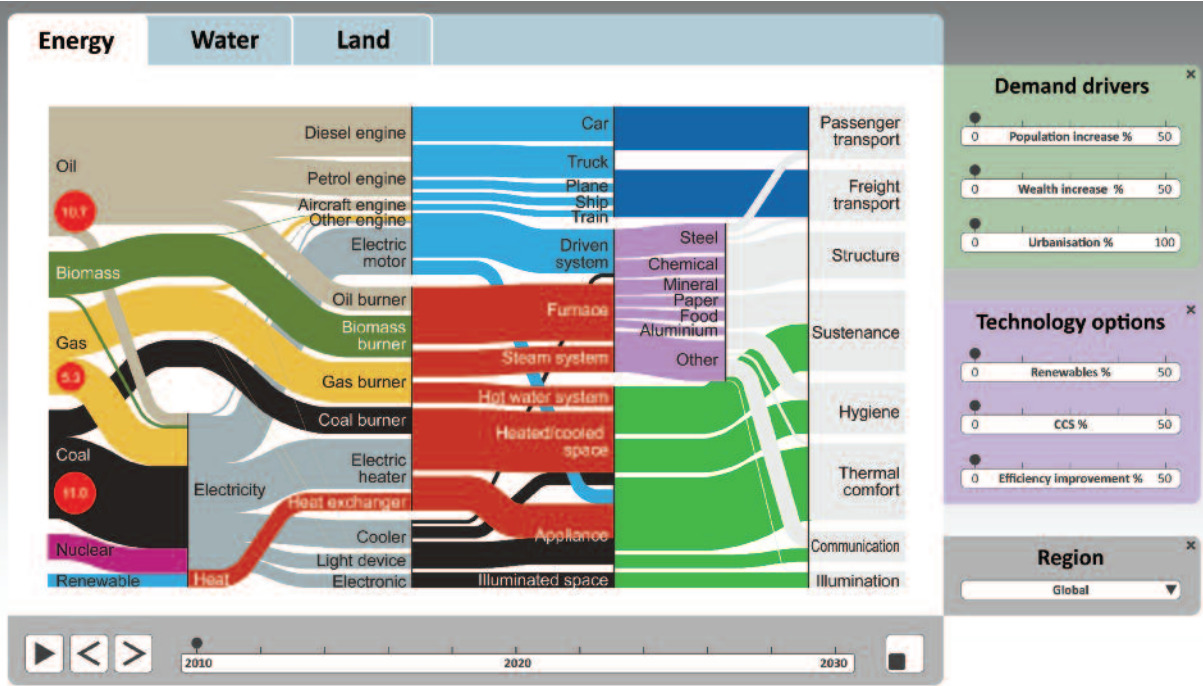 Energy
Water
Land
Oil
10.7
Biomass
Gas
5.3
Coal
11.0
Nuclear
Renewable
Electricity
Heat
Diesel engine
Petrol engine
Aircraft engine
Other engine
Electric
motor
Oil burner
Biomass
burner
Gas burner
Coal burner
Electric
heater
Heat exchanger
Cooler
Light device
Electronic
Car
Truck
Plane
Ship
Train
Driven
system
Furnace
Steam system
Hot water system
Heated/cooled
space
Appliance
Illuminated space
Steel
Chemical
Mineral
Paper
Food
Aluminium
Other
Passenger
transport
Freight
transport
Structure
Sustenance
Hygiene
Thermal
comfort
Communication
Illumination
Demand drivers
×
0 Population increase % 50
0 Wealth increase % 50
0 Urbanisation % 100
Technology options
×
0 Renewables % 50
0 CCS % 50
0 Efficiency improvement % 50
Region
×
Global
2010 2020 2030